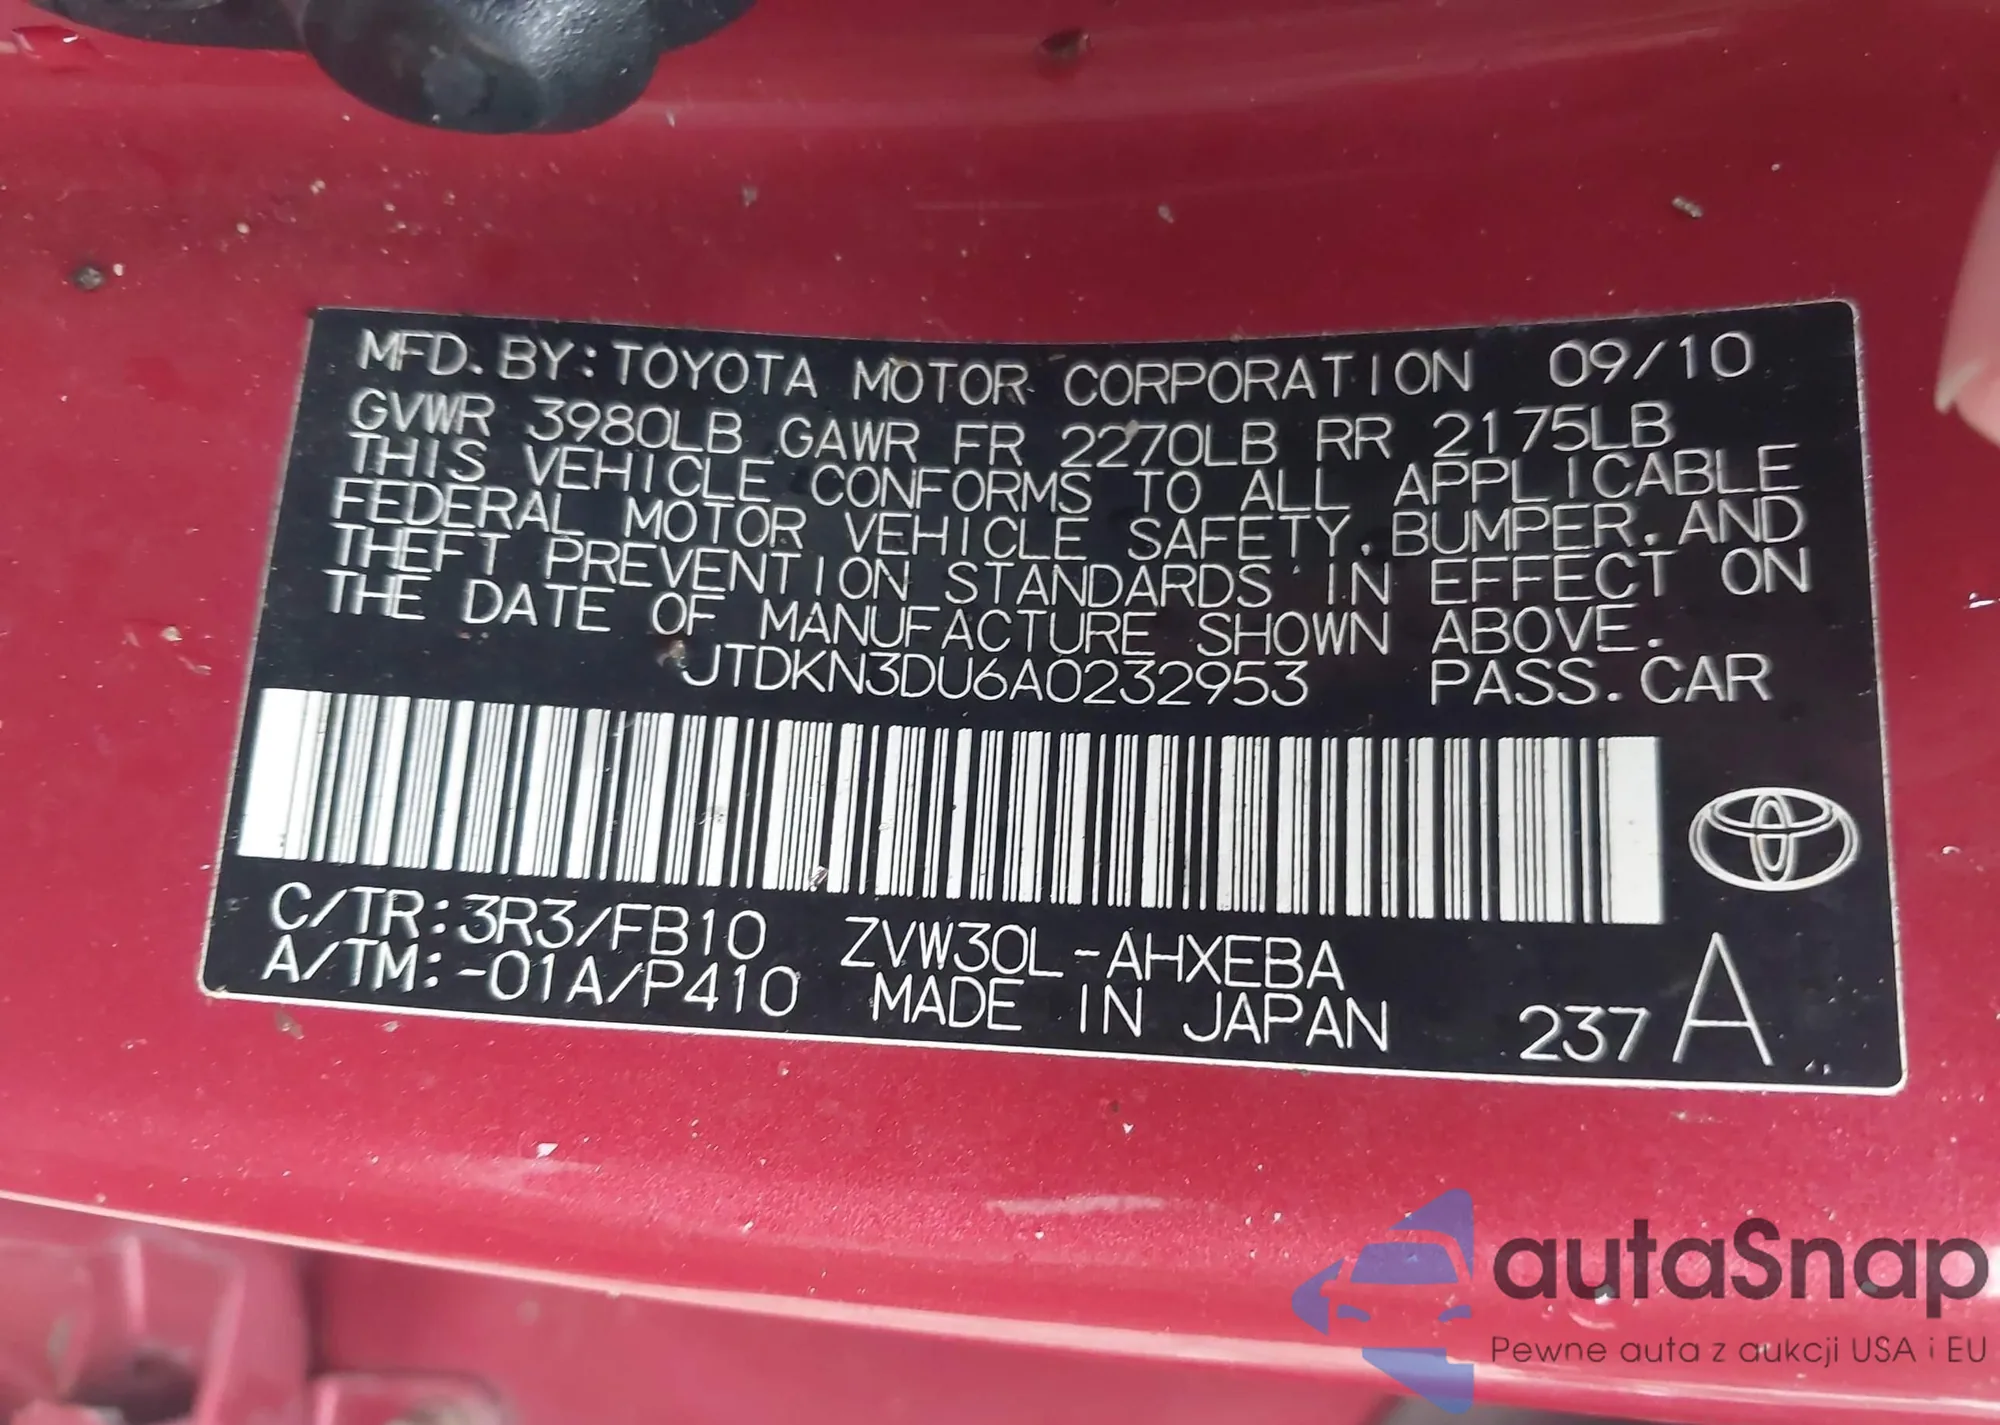 MFD. BY: TOYOTA MOTOR CORPORATION 09/10
GVWR 3980LB GAWR FR 2270LB RR 2175LB
THIS VEHICLE CONFORMS TO ALL APPLICABLE
FEDERAL MOTOR VEHICLE SAFETY, BUMPER, AND
THEFT PREVENTION STANDARDS IN EFFECT ON
THE DATE OF MANUFACTURE SHOWN ABOVE.
JTDKN3DU6A0232953 PASS. CAR
C/TR: 3R3/FB10 ZVW30L-AHXEBA
A/TM: -01A/P410 MADE IN JAPAN 237 A
autaSnap
Pewne auta z aukcji USA i EU